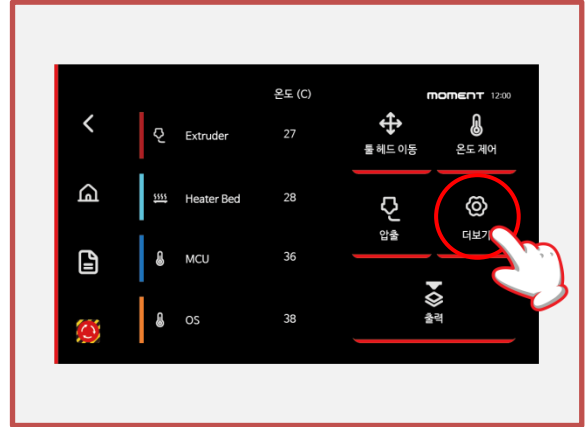 온도 (C)
MOMENT 12:00
Extruder 27
툴 헤드 이동
온도 제어
Heater Bed 28
압출
더보기
MCU 36
OS 38
출력